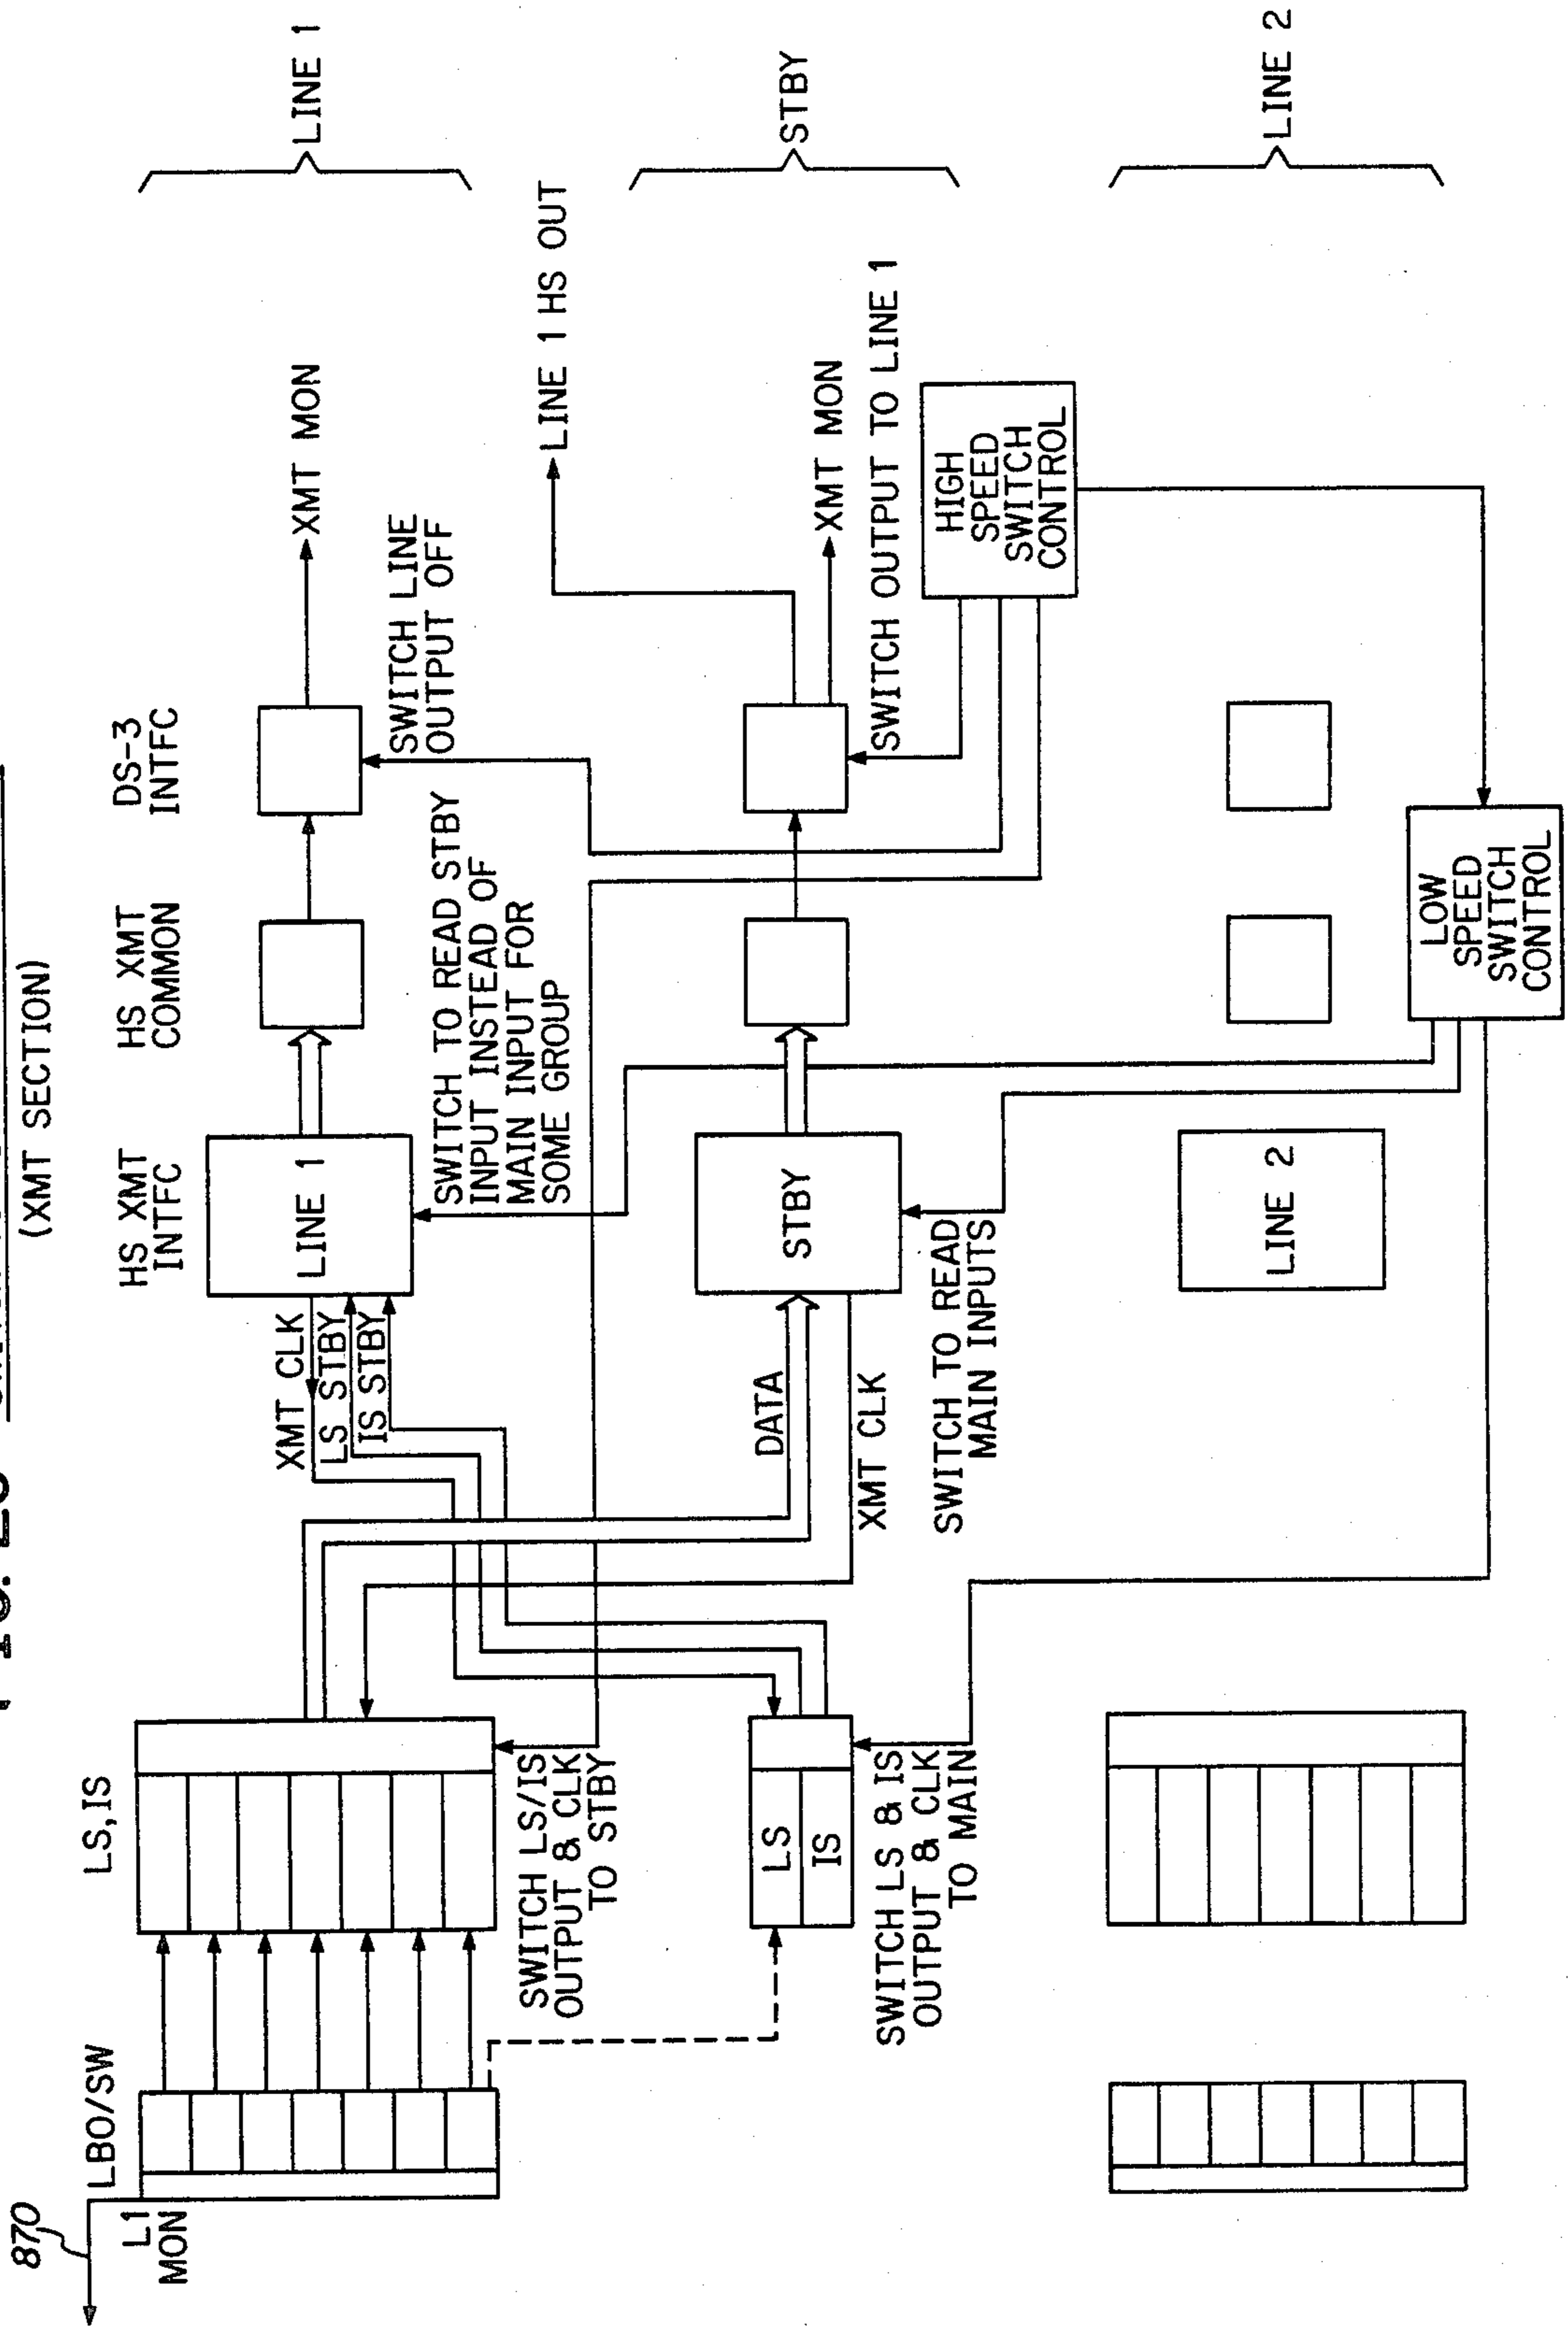 (XMT SECTION)
870
L1
MON
LBO/SW
LS,IS
HS XMT
INTFC
HS XMT
COMMON
DS-3
INTFC
LINE 1
XMT CLK
LS STBY
IS STBY
LINE 1
XMT MON
SWITCH LINE
OUTPUT OFF
SWITCH TO READ STBY
INPUT INSTEAD OF
MAIN INPUT FOR
SOME GROUP
SWITCH LS/IS
OUTPUT & CLK
TO STBY
LINE 1 HS OUT
STBY
LS
IS
DATA
XMT CLK
STBY
XMT MON
SWITCH OUTPUT TO LINE 1
SWITCH LS & IS
OUTPUT & CLK
TO MAIN
SWITCH TO READ
MAIN INPUTS
HIGH
SPEED
SWITCH
CONTROL
LINE 2
LINE 2
LOW
SPEED
SWITCH
CONTROL